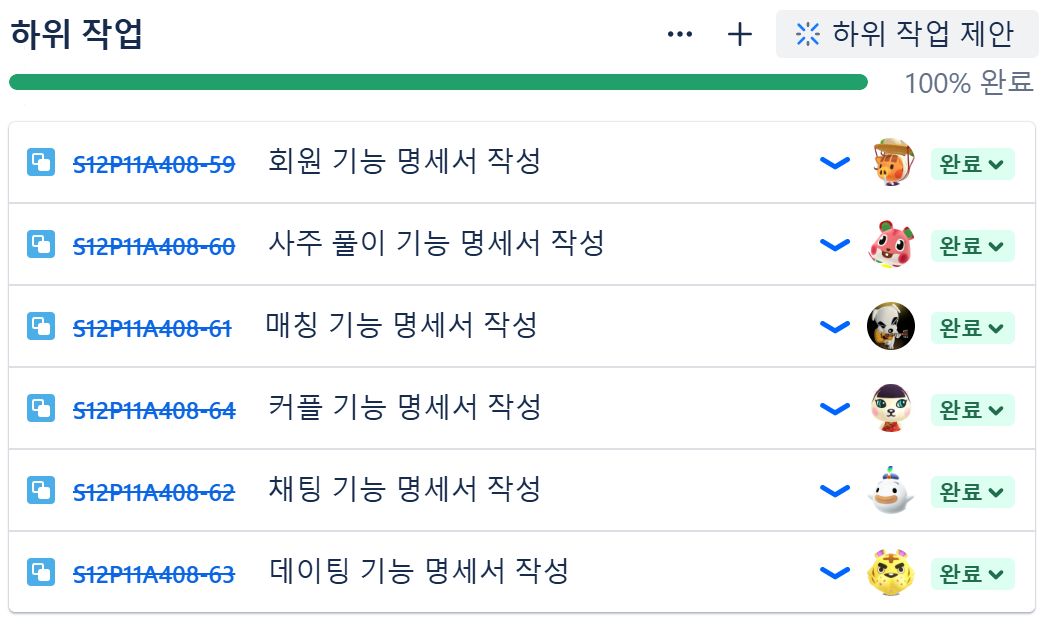 하위 작업 ··· + 하위 작업 제안
100% 완료
S12P11A408-59 회원 기능 명세서 작성 완료
S12P11A408-60 사주 풀이 기능 명세서 작성 완료
S12P11A408-61 매칭 기능 명세서 작성 완료
S12P11A408-64 커플 기능 명세서 작성 완료
S12P11A408-62 채팅 기능 명세서 작성 완료
S12P11A408-63 데이팅 기능 명세서 작성 완료